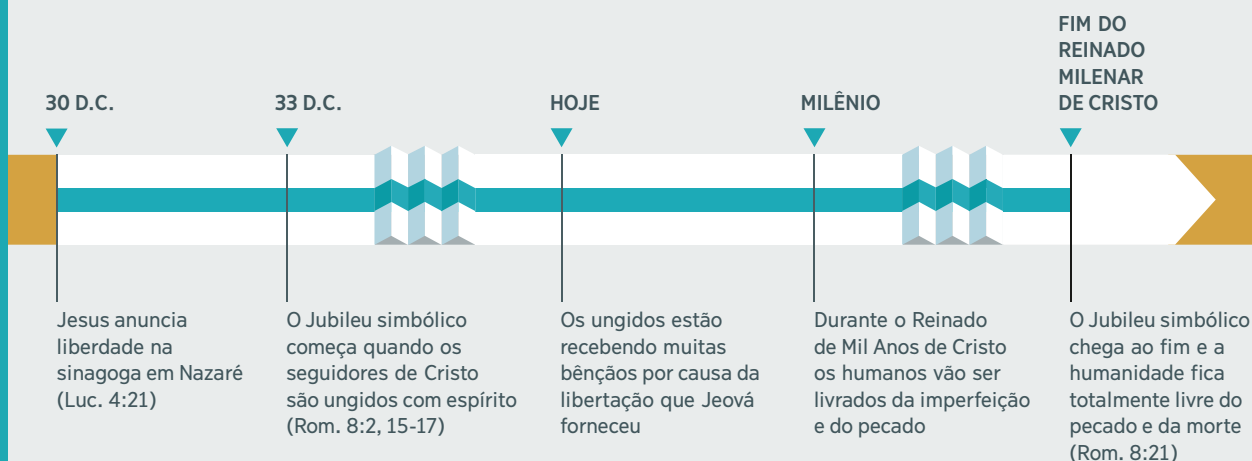 30 D.C.
Jesus anuncia
liberdade na
sinagoga em Nazaré
(Luc. 4:21)
33 D.C.
O Jubileu simbólico
começa quando os
seguidores de Cristo
são ungidos com espírito
(Rom. 8:2, 15-17)
HOJE
Os ungidos estão
recebendo muitas
bênçãos por causa da
libertação que Jeová
forneceu
MILÊNIO
Durante o Reinado
de Mil Anos de Cristo
os humanos vão ser
livrados da imperfeição
e do pecado
FIM DO
REINADO
MILENAR
DE CRISTO
O Jubileu simbólico
chega ao fim e a
humanidade fica
totalmente livre do
pecado e da morte
(Rom. 8:21)